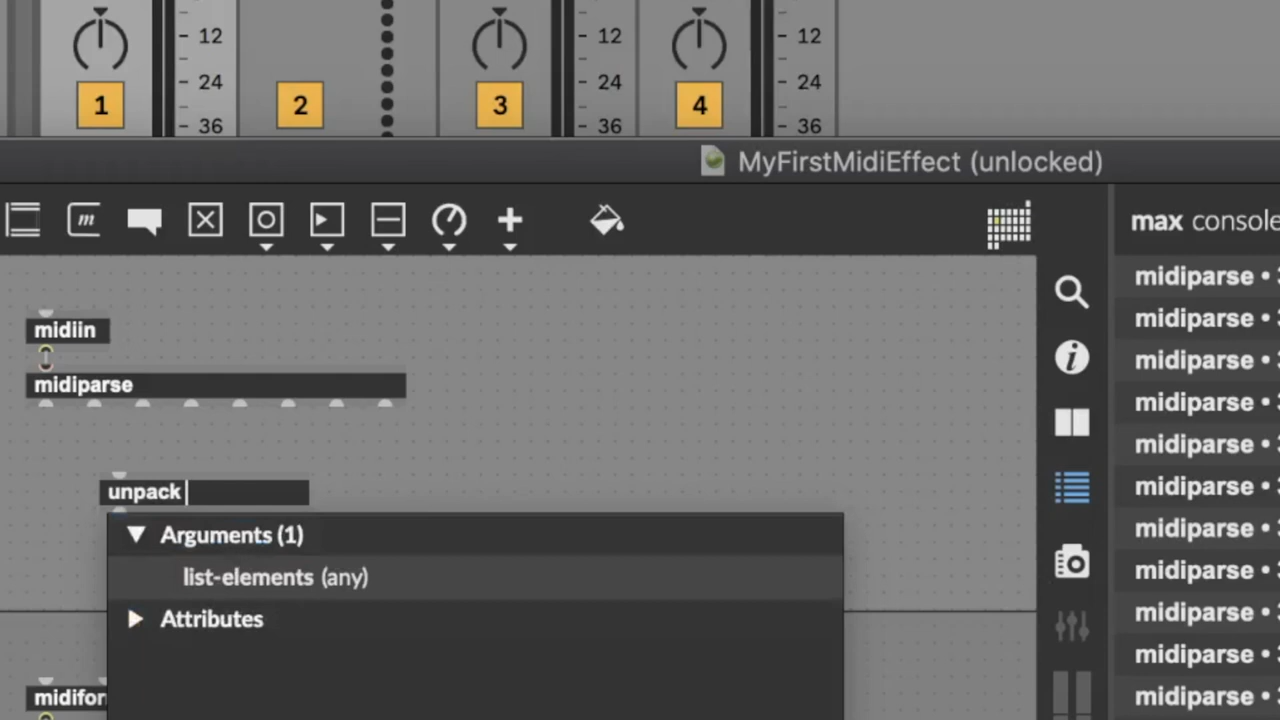 12
24
36
12
24
36
12
24
36
1
2
3
4
MyFirstMidiEffect (unlocked)
m
max console
midiin
midiparse
unpack
Arguments (1)
list-elements (any)
Attributes
midifor
midiparse •
midiparse •
midiparse •
midiparse •
midiparse •
midiparse •
midiparse •
midiparse •
midiparse •
midiparse •
midiparse •